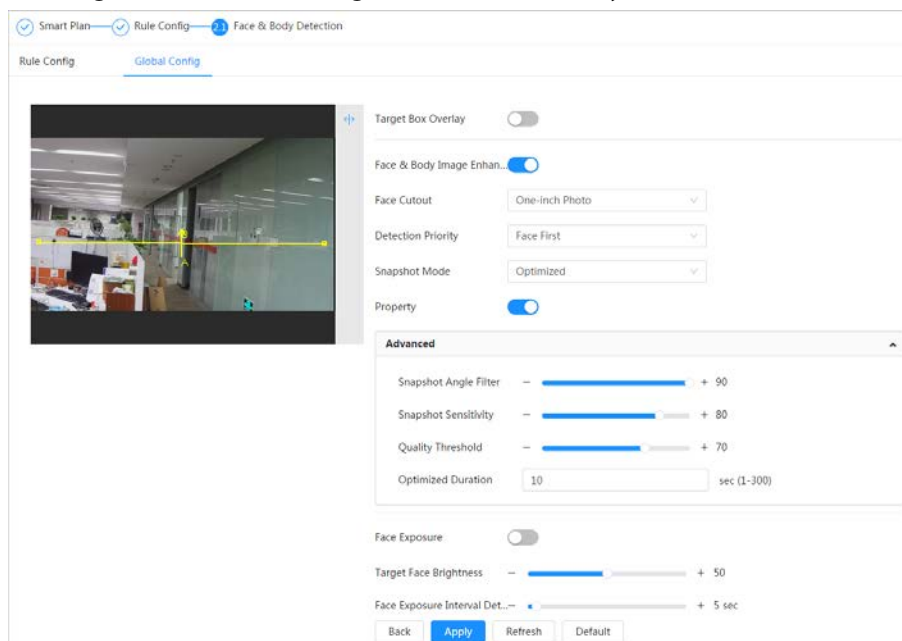 Smart Plan Rule Config 2.1 Face & Body Detection
Rule Config Global Config
Target Box Overlay
Face & Body Image Enhan...
Face Cutout One-inch Photo
Detection Priority Face First
Snapshot Mode Optimized
Property
Advanced
Snapshot Angle Filter − + 90
Snapshot Sensitivity − + 80
Quality Threshold − + 70
Optimized Duration 10 sec (1-300)
Face Exposure
Target Face Brightness − + 50
Face Exposure Interval Det... − + 5 sec
Back Apply Refresh Default
B
A